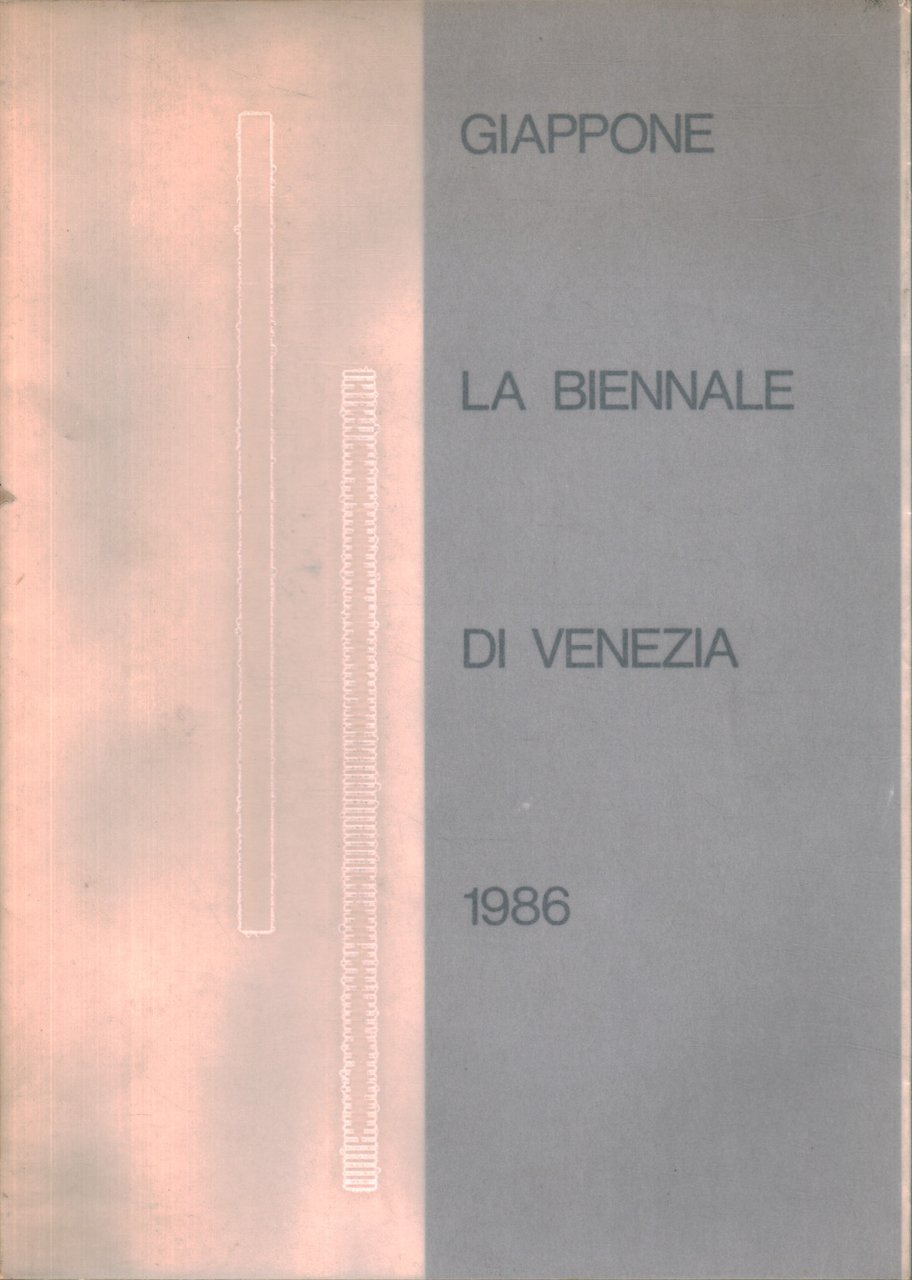 GIAPPONE
LA BIENNALE
DI VENEZIA
1986